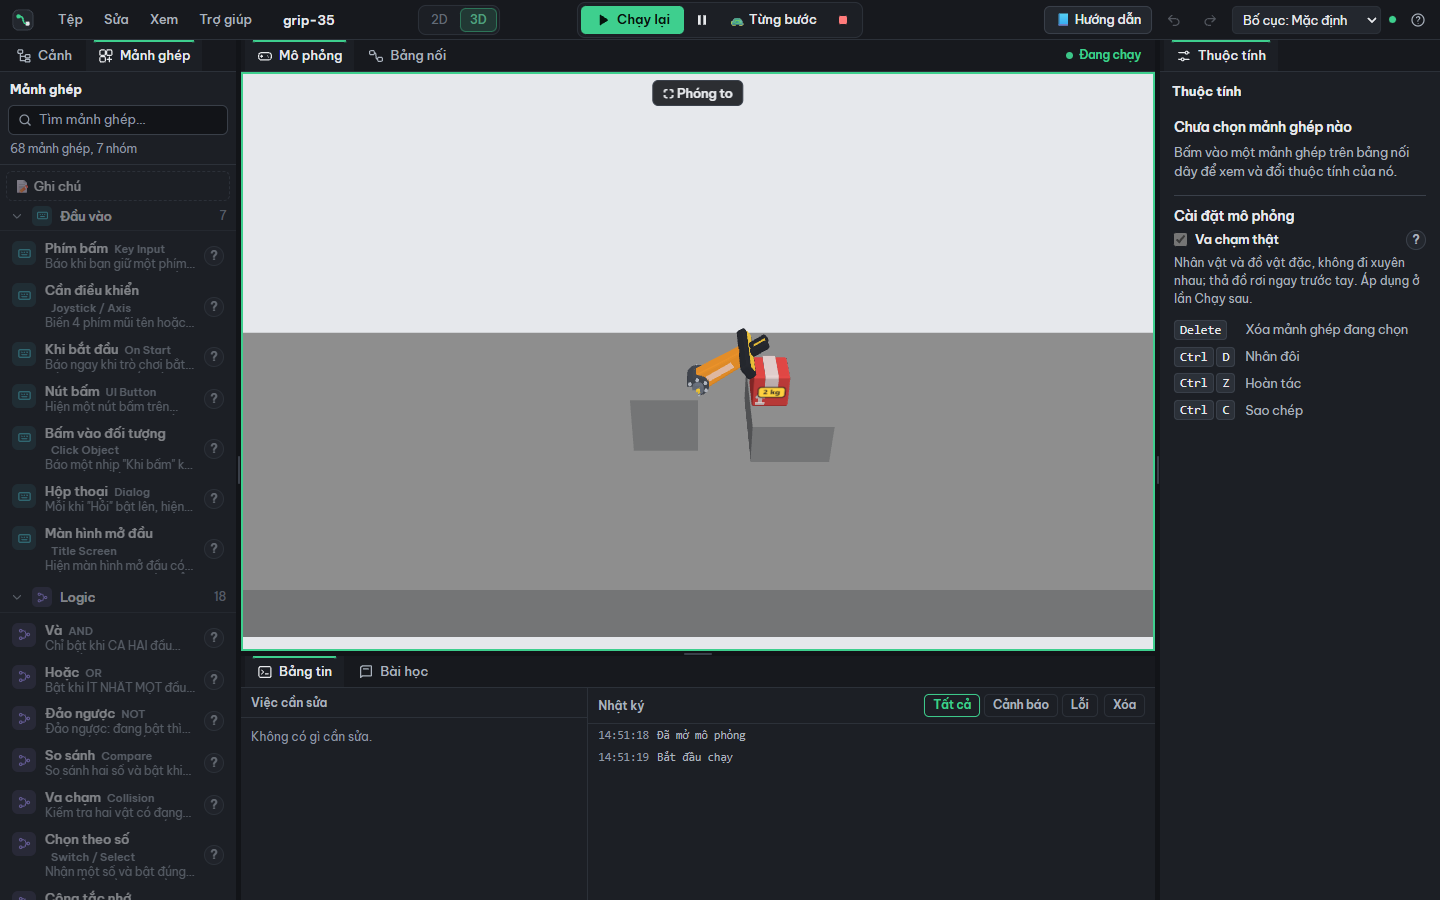 Tệp Sửa Xem Trợ giúp grip-35 2D 3D Chạy lại Từng bước Hướng dẫn Bố cục: Mặc định
Cảnh Mảnh ghép
Mô phỏng Bảng nối Đang chạy
Thuộc tính
Mảnh ghép
Tìm mảnh ghép...
68 mảnh ghép, 7 nhóm
Ghi chú
Đầu vào 7
Phím bấm Key Input
Báo khi bạn giữ một phím...
Cần điều khiển
Joystick / Axis
Biến 4 phím mũi tên hoặc...
Khi bắt đầu On Start
Báo ngay khi trò chơi bắt...
Nút bấm UI Button
Hiện một nút bấm trên...
Bấm vào đối tượng
Click Object
Báo một nhịp "Khi bấm" k...
Hộp thoại Dialog
Mỗi khi "Hỏi" bật lên, hiện...
Màn hình mở đầu
Title Screen
Hiện màn hình mở đầu có...
Logic 18
Và AND
Chỉ bật khi CẢ HAI đầu...
Hoặc OR
Bật khi ÍT NHẤT MỘT đầu...
Đảo ngược NOT
Đảo ngược: đang bật thì...
So sánh Compare
So sánh hai số và bật khi...
Va chạm Collision
Kiểm tra hai vật có đang...
Chọn theo số
Switch / Select
Nhận một số và bật đúng...
Công tắc nhớ
Phóng to
2 kg
Bảng tin Bài học
Việc cần sửa
Không có gì cần sửa.
Nhật ký Tất cả Cảnh báo Lỗi Xóa
14:51:18 Đã mở mô phỏng
14:51:19 Bắt đầu chạy
Thuộc tính
Chưa chọn mảnh ghép nào
Bấm vào một mảnh ghép trên bảng nối
dây để xem và đổi thuộc tính của nó.
Cài đặt mô phỏng
Va chạm thật ?
Nhân vật và đồ vật đặc, không đi xuyên
nhau; thả đồ rơi ngay trước tay. Áp dụng ở
lần Chạy sau.
Delete Xóa mảnh ghép đang chọn
Ctrl D Nhân đôi
Ctrl Z Hoàn tác
Ctrl C Sao chép